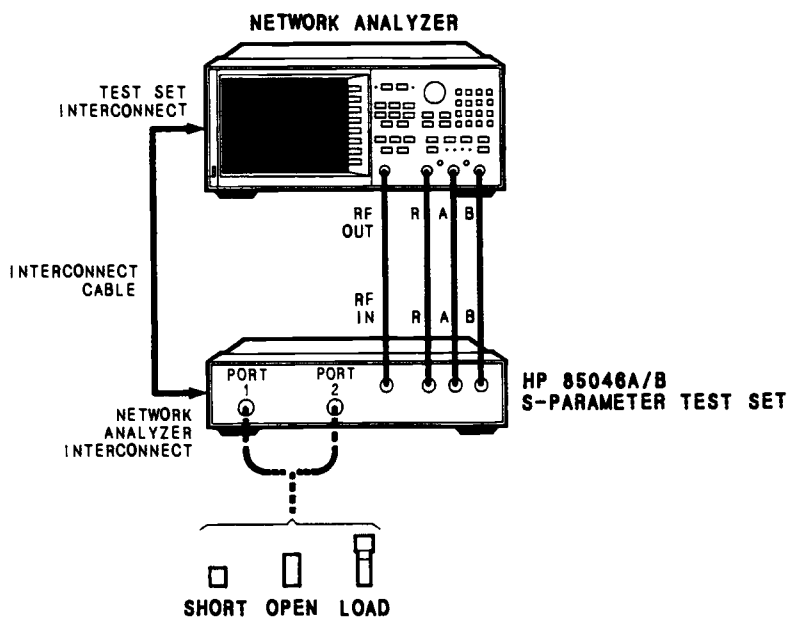 NETWORK ANALYZER
TEST SET
INTERCONNECT
RF
OUT
R
A
B
INTERCONNECT
CABLE
RF
IN
R
A
B
PORT
1
PORT
2
HP 85046A/B
S-PARAMETER TEST SET
NETWORK
ANALYZER
INTERCONNECT
SHORT
OPEN
LOAD